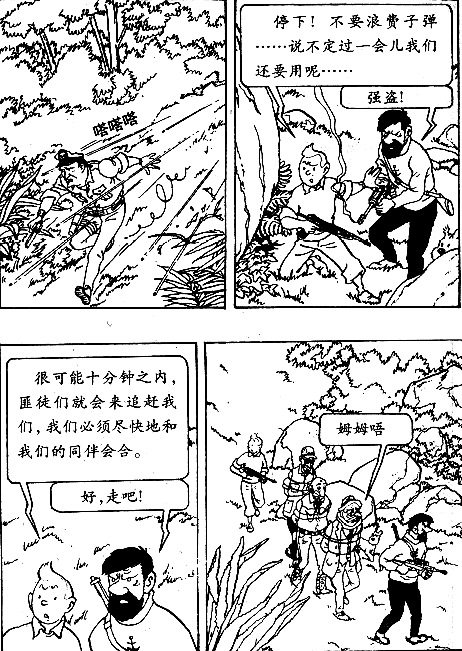 嗒嗒嗒
停下！不要浪费子弹
……说不定过一会儿我们
还要用呢……
强盗！
很可能十分钟之内，
匪徒们就会来追赶我
们，我们必须尽快地和
我们的同伴会合。
好，走吧！
姆姆唔